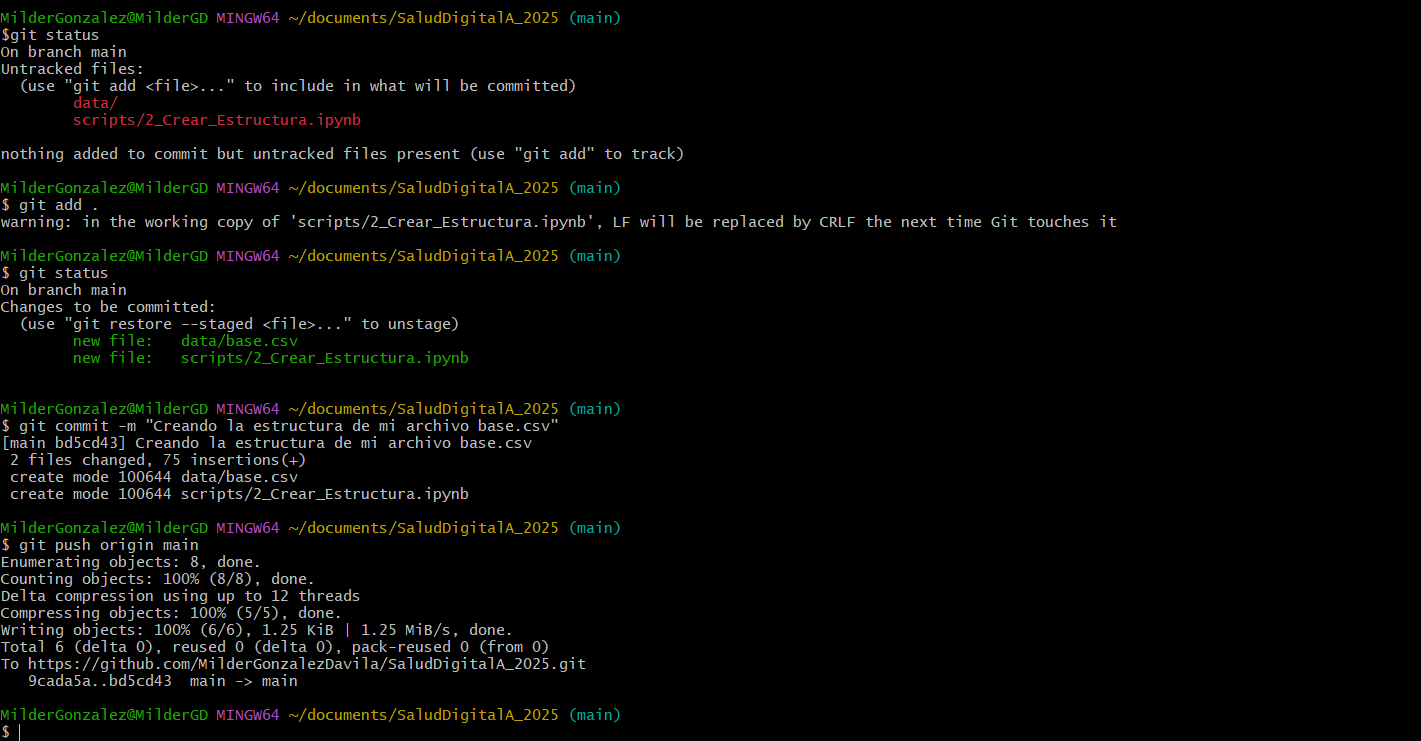 MilderGonzalez@MilderGD MINGW64 ~/documents/SaludDigitalA_2025 (main)
$git status
On branch main
Untracked files:
  (use "git add <file>..." to include in what will be committed)
        data/
        scripts/2_Crear_Estructura.ipynb

nothing added to commit but untracked files present (use "git add" to track)

MilderGonzalez@MilderGD MINGW64 ~/documents/SaludDigitalA_2025 (main)
$ git add .
warning: in the working copy of 'scripts/2_Crear_Estructura.ipynb', LF will be replaced by CRLF the next time Git touches it

MilderGonzalez@MilderGD MINGW64 ~/documents/SaludDigitalA_2025 (main)
$ git status
On branch main
Changes to be committed:
  (use "git restore --staged <file>..." to unstage)
        new file:   data/base.csv
        new file:   scripts/2_Crear_Estructura.ipynb


MilderGonzalez@MilderGD MINGW64 ~/documents/SaludDigitalA_2025 (main)
$ git commit -m "Creando la estructura de mi archivo base.csv"
[main bd5cd43] Creando la estructura de mi archivo base.csv
 2 files changed, 75 insertions(+)
 create mode 100644 data/base.csv
 create mode 100644 scripts/2_Crear_Estructura.ipynb

MilderGonzalez@MilderGD MINGW64 ~/documents/SaludDigitalA_2025 (main)
$ git push origin main
Enumerating objects: 8, done.
Counting objects: 100% (8/8), done.
Delta compression using up to 12 threads
Compressing objects: 100% (5/5), done.
Writing objects: 100% (6/6), 1.25 KiB | 1.25 MiB/s, done.
Total 6 (delta 0), reused 0 (delta 0), pack-reused 0 (from 0)
To https://github.com/MilderGonzalezDavila/SaludDigitalA_2025.git
   9cada5a..bd5cd43  main -> main

MilderGonzalez@MilderGD MINGW64 ~/documents/SaludDigitalA_2025 (main)
$